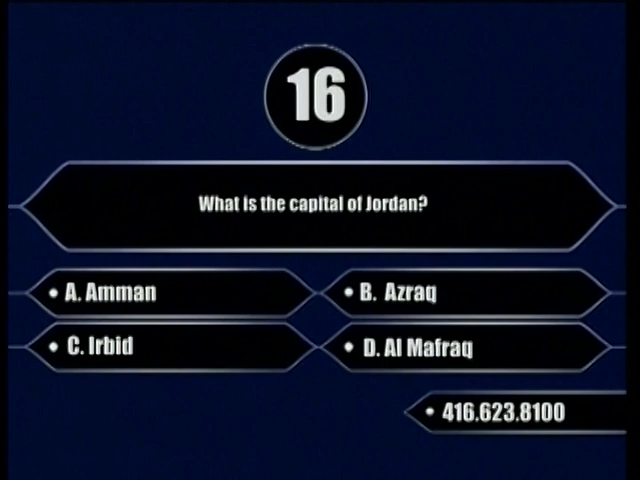 16
What is the capital of Jordan?
• A. Amman
• B. Azraq
• C. Irbid
• D. Al Mafraq
• 416.623.8100